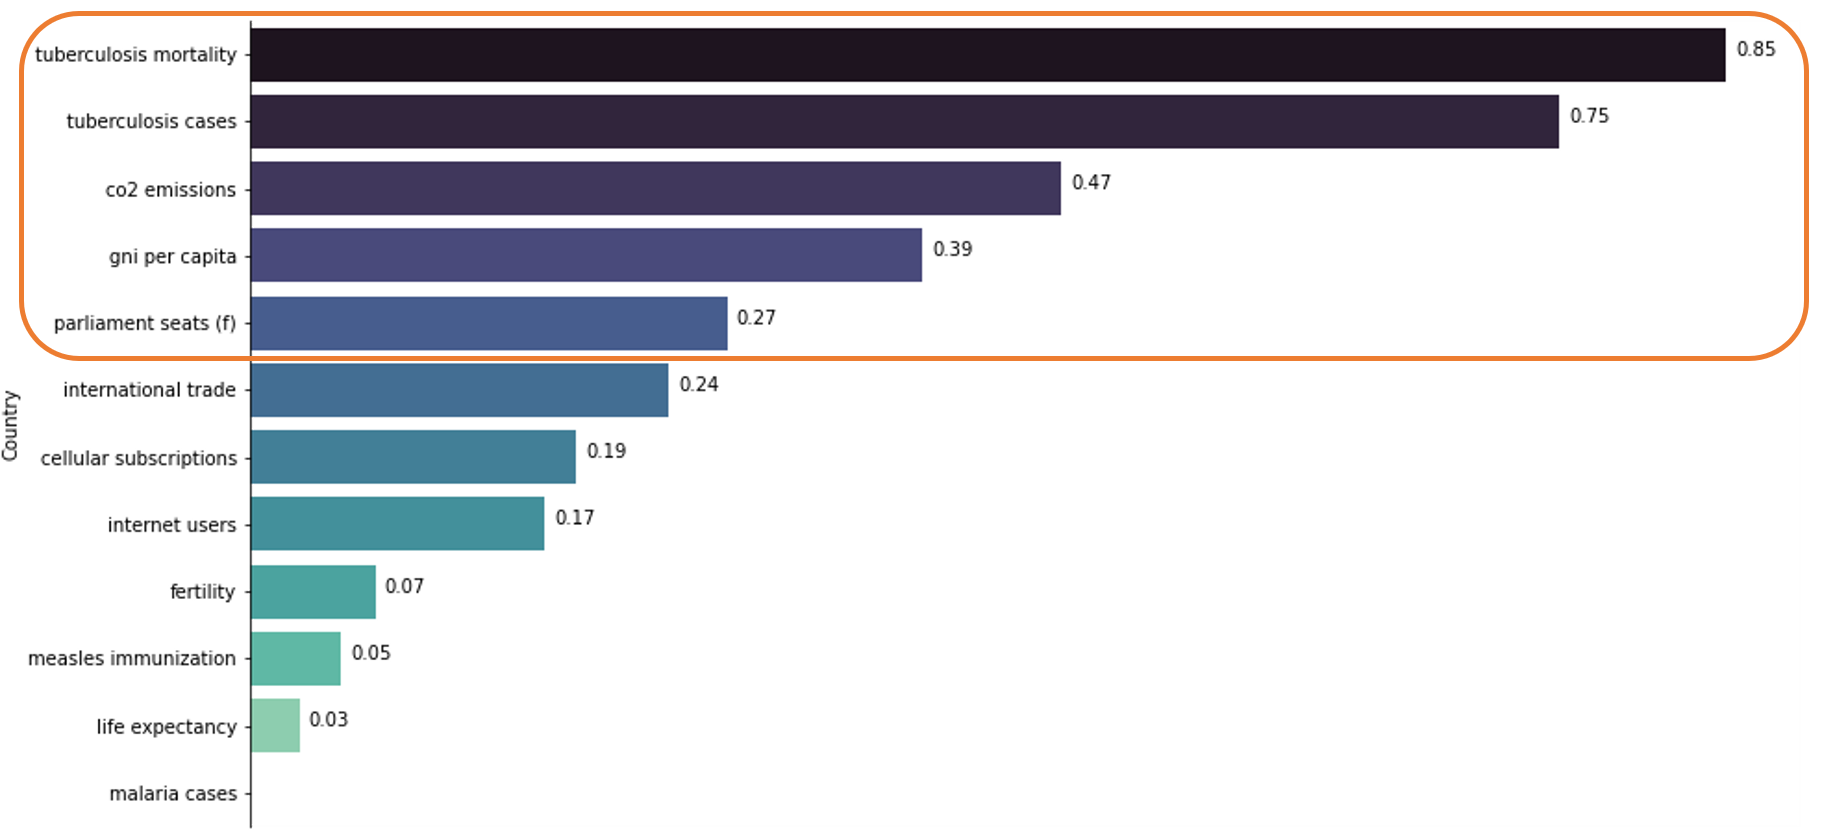 tuberculosis mortality 0.85
tuberculosis cases 0.75
co2 emissions 0.47
gni per capita 0.39
parliament seats (f) 0.27
international trade 0.24
Country
cellular subscriptions 0.19
internet users 0.17
fertility 0.07
measles immunization 0.05
life expectancy 0.03
malaria cases